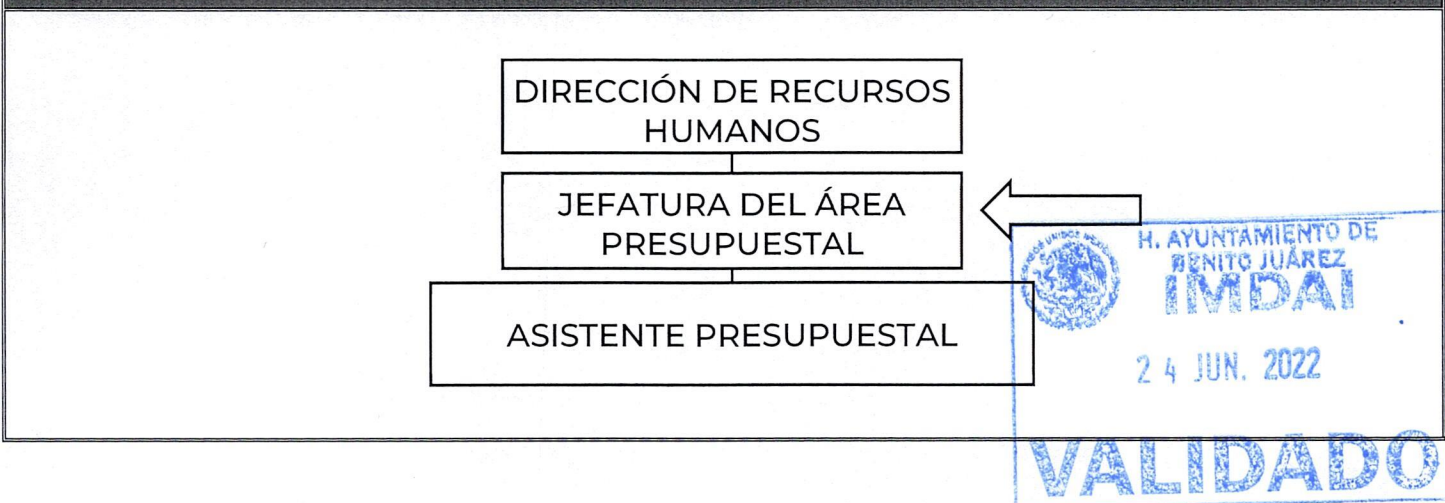 DIRECCIÓN DE RECURSOS
HUMANOS
JEFATURA DEL ÁREA
PRESUPUESTAL
ASISTENTE PRESUPUESTAL
H. AYUNTAMIENTO DE
BENITO JUÁREZ
IMDAI
24 JUN. 2022
VALIDADO